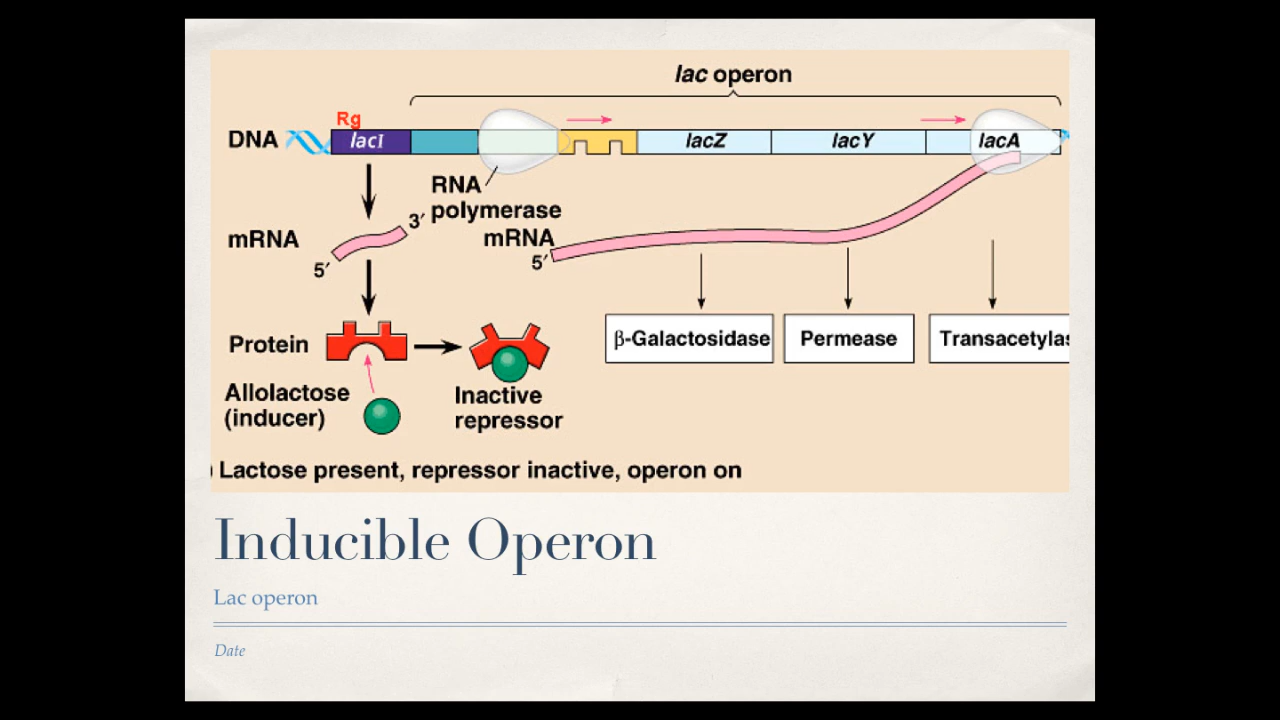 lac operon
Rg
DNA
lacI
lacZ
lacY
lacA
RNA
polymerase
3′
mRNA
mRNA
5′
5′
β-Galactosidase
Permease
Transacetylas
Protein
Allolactose
(inducer)
Inactive
repressor
) Lactose present, repressor inactive, operon on
Inducible Operon
Lac operon
Date